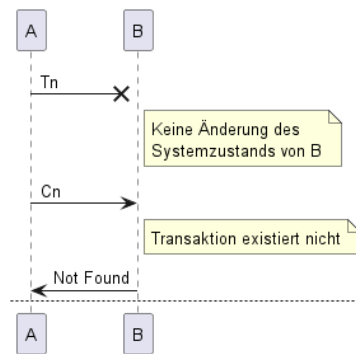 A B
Tn
Keine Änderung des
Systemzustands von B
Cn
Transaktion existiert nicht
Not Found
A B